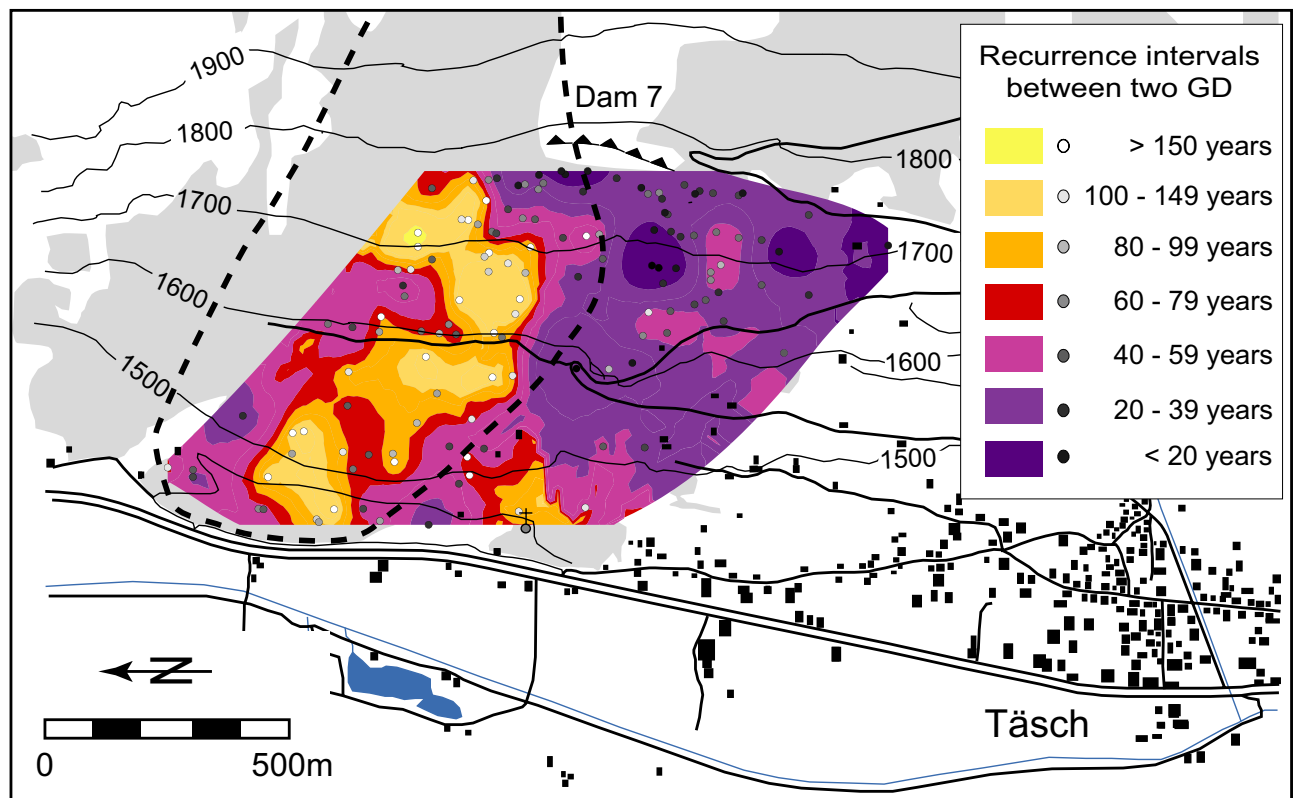 Recurrence intervals
between two GD
> 150 years
100 - 149 years
80 - 99 years
60 - 79 years
40 - 59 years
20 - 39 years
< 20 years
1900
Dam 7
1800
1800
1700
1700
1600
1600
1500
1500
N
Täsch
0
500m